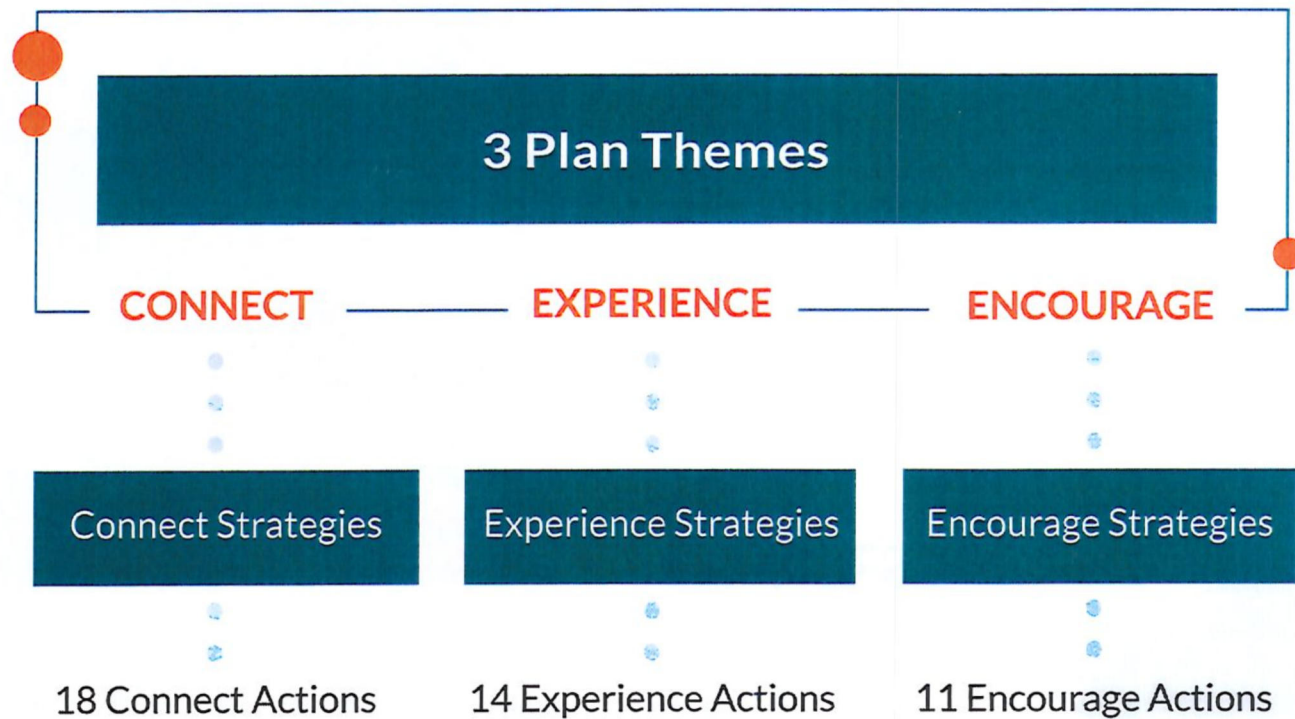 3 Plan Themes
CONNECT EXPERIENCE ENCOURAGE
Connect Strategies Experience Strategies Encourage Strategies
18 Connect Actions 14 Experience Actions 11 Encourage Actions